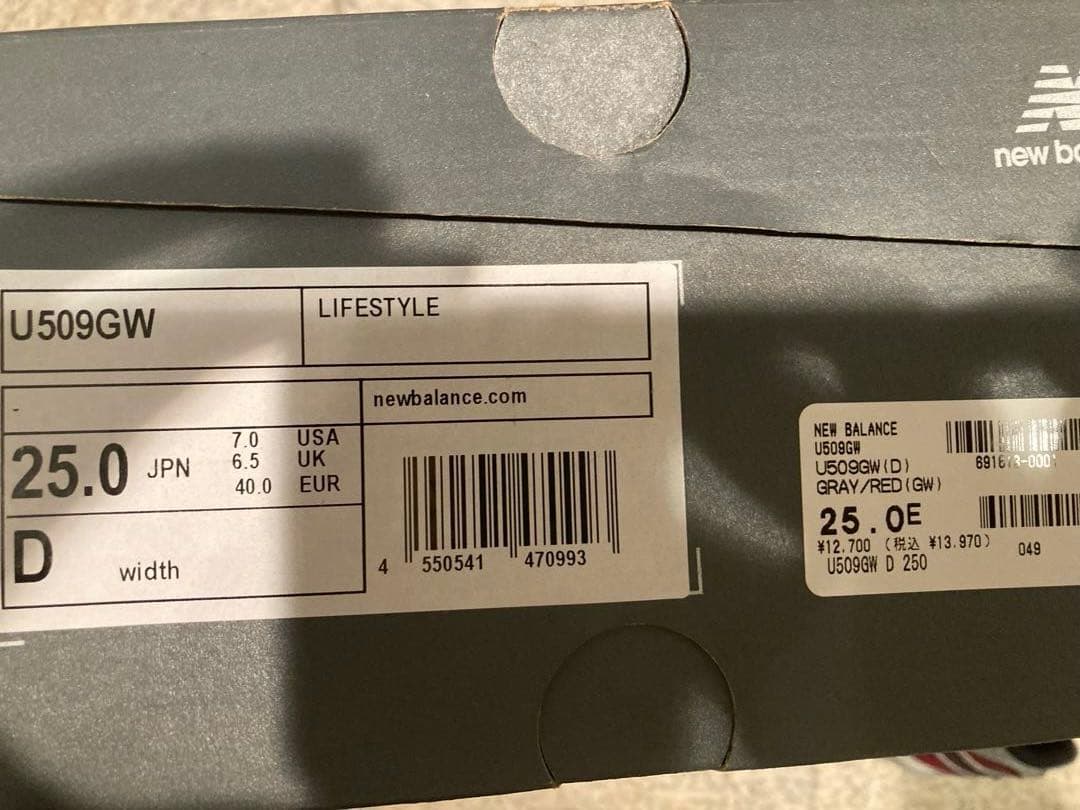 new
U509GW
LIFESTYLE
-
newbalance.com
25.0 JPN
7.0 USA
6.5 UK
40.0 EUR
D width
4 550541 470993
NEW BALANCE
U509GW
U509GW(D)
GRAY/RED(GW)
25.0E
¥12,700 (税込 ¥13,970)
U509GW D 250
049